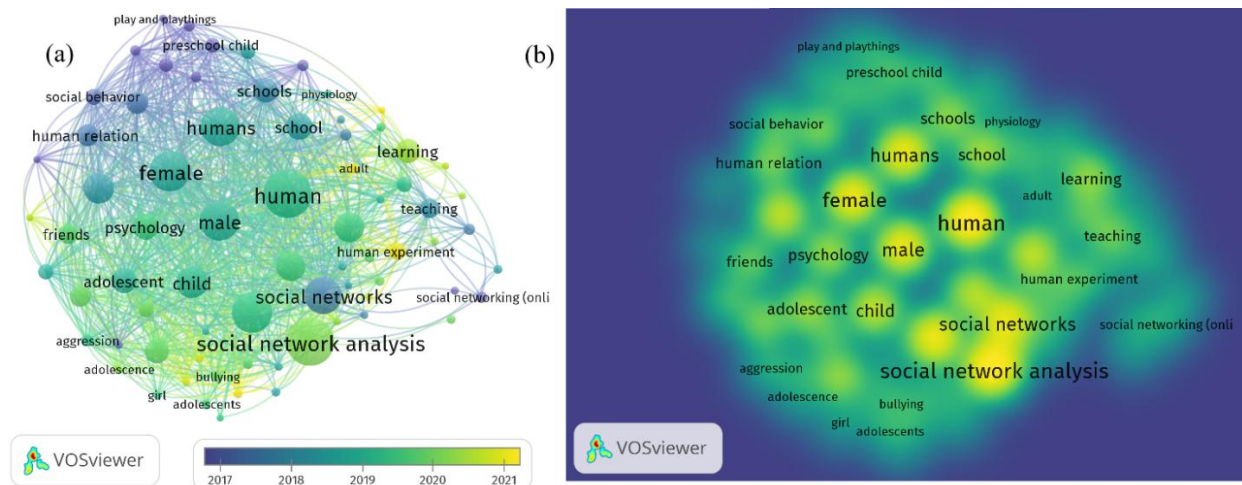 (a)
play and playthings
preschool child
social behavior
schools
physiology
human relation
humans
school
learning
female
adult
human
teaching
friends
psychology
male
human experiment
adolescent
child
social networks
social networking (onli
social network analysis
aggression
adolescence
bullying
girl
adolescents
VOSviewer
2017 2018 2019 2020 2021
(b)
play and playthings
preschool child
social behavior
schools
physiology
human relation
humans
school
learning
female
adult
human
teaching
friends
psychology
male
human experiment
adolescent
child
social networks
social networking (onli
social network analysis
aggression
adolescence
bullying
girl
adolescents
VOSviewer